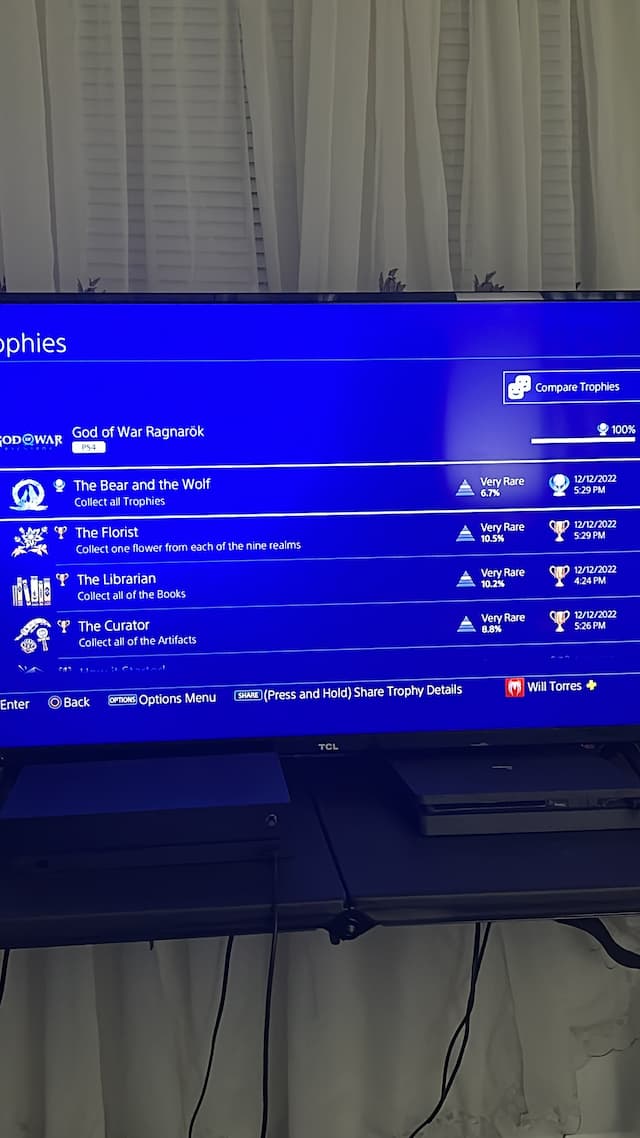 ophies
Compare Trophies
GOD OF WAR
God of War Ragnarök
PS4
100%
The Bear and the Wolf
Collect all Trophies
Very Rare
6.7%
12/12/2022
5:29 PM
The Florist
Collect one flower from each of the nine realms
Very Rare
10.5%
12/12/2022
5:29 PM
The Librarian
Collect all of the Books
Very Rare
10.2%
12/12/2022
4:24 PM
The Curator
Collect all of the Artifacts
Very Rare
8.8%
12/12/2022
5:26 PM
Enter
Back
OPTIONS Options Menu
SHARE (Press and Hold) Share Trophy Details
Will Torres
TCL